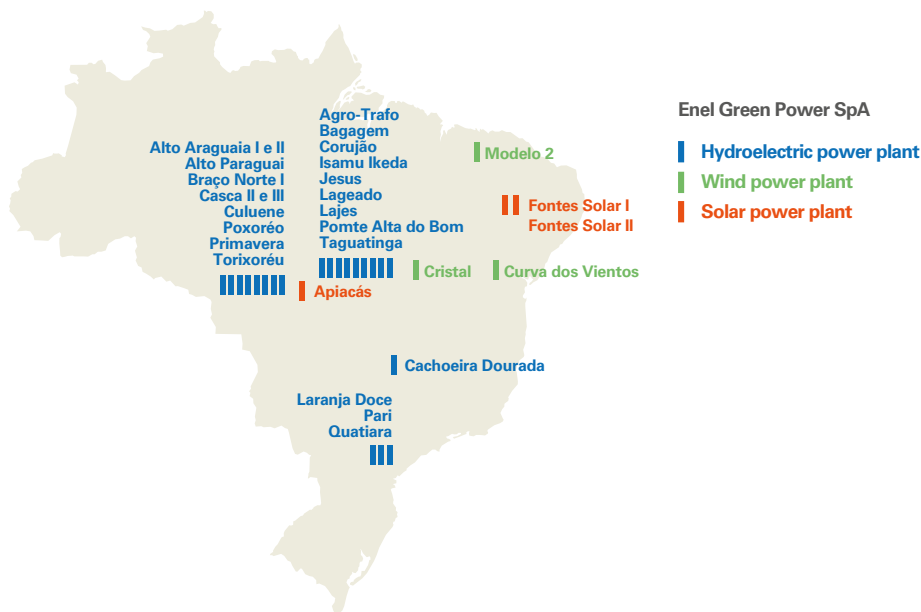 Agro-Trafo
Bagagem
Corujão
Isamu Ikeda
Jesus
Lageado
Lajes
Pomte Alta do Bom
Taguatinga
Alto Araguaia I e II
Alto Paraguai
Braço Norte I
Casca II e III
Culuene
Poxoréo
Primavera
Torixoréu
Modelo 2
Fontes Solar I
Fontes Solar II
Cristal
Curva dos Vientos
Apiacás
Cachoeira Dourada
Laranja Doce
Pari
Quatiara
Enel Green Power SpA
Hydroelectric power plant
Wind power plant
Solar power plant